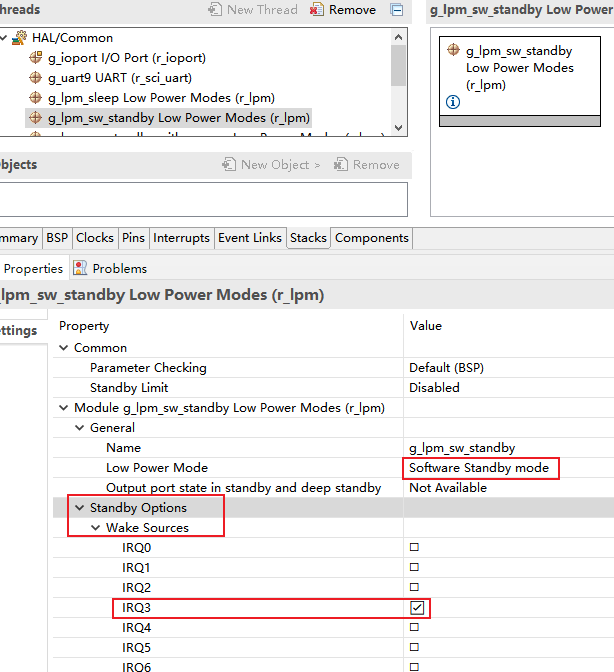 hreads
New Thread
Remove
g_lpm_sw_standby Low Power
HAL/Common
g_ioport I/O Port (r_ioport)
g_uart9 UART (r_sci_uart)
g_lpm_sleep Low Power Modes (r_lpm)
g_lpm_sw_standby Low Power Modes (r_lpm)
g_lpm_sw_standby
Low Power Modes
(r_lpm)
bjects
New Object >
Remove
mmary BSP Clocks Pins Interrupts Event Links Stacks Components
Properties Problems
_lpm_sw_standby Low Power Modes (r_lpm)
ettings
Property Value
Common
Parameter Checking Default (BSP)
Standby Limit Disabled
Module g_lpm_sw_standby Low Power Modes (r_lpm)
General
Name g_lpm_sw_standby
Low Power Mode Software Standby mode
Output port state in standby and deep standby Not Available
Standby Options
Wake Sources
IRQ0
IRQ1
IRQ2
IRQ3
IRQ4
IRQ5
IRQ6